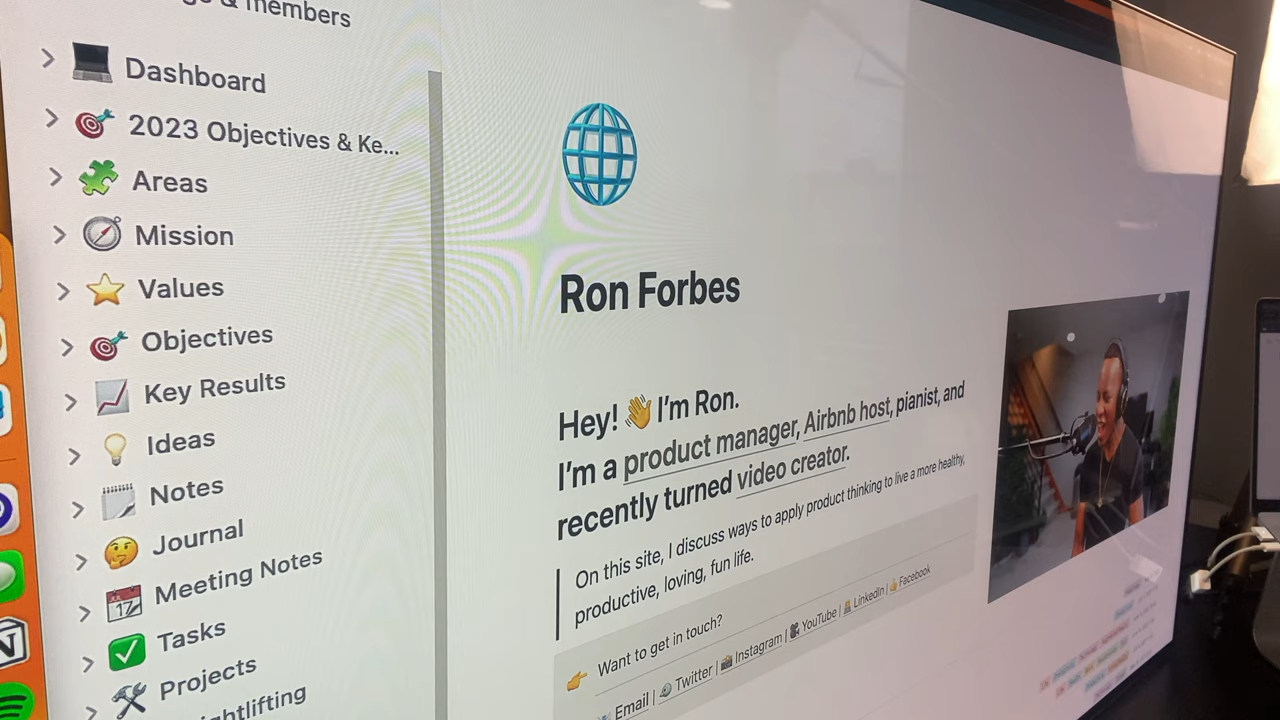 & members
Dashboard
2023 Objectives & Ke...
Areas
Mission
Values
Objectives
Key Results
Ideas
Notes
Journal
Meeting Notes
17
Tasks
Projects
Ron Forbes
Hey! 👋 I'm Ron.
I'm a product manager, Airbnb host, pianist, and
recently turned video creator.
On this site, I discuss ways to apply product thinking to live a more healthy,
productive, loving, fun life.
👉 Want to get in touch?
Email | Twitter | Instagram | YouTube | LinkedIn | Facebook